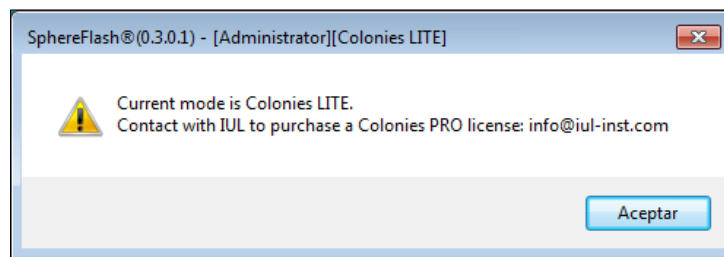 SphereFlash®(0.3.0.1) - [Administrator][Colonies LITE]
Current mode is Colonies LITE.
Contact with IUL to purchase a Colonies PRO license: info@iul-inst.com
Aceptar